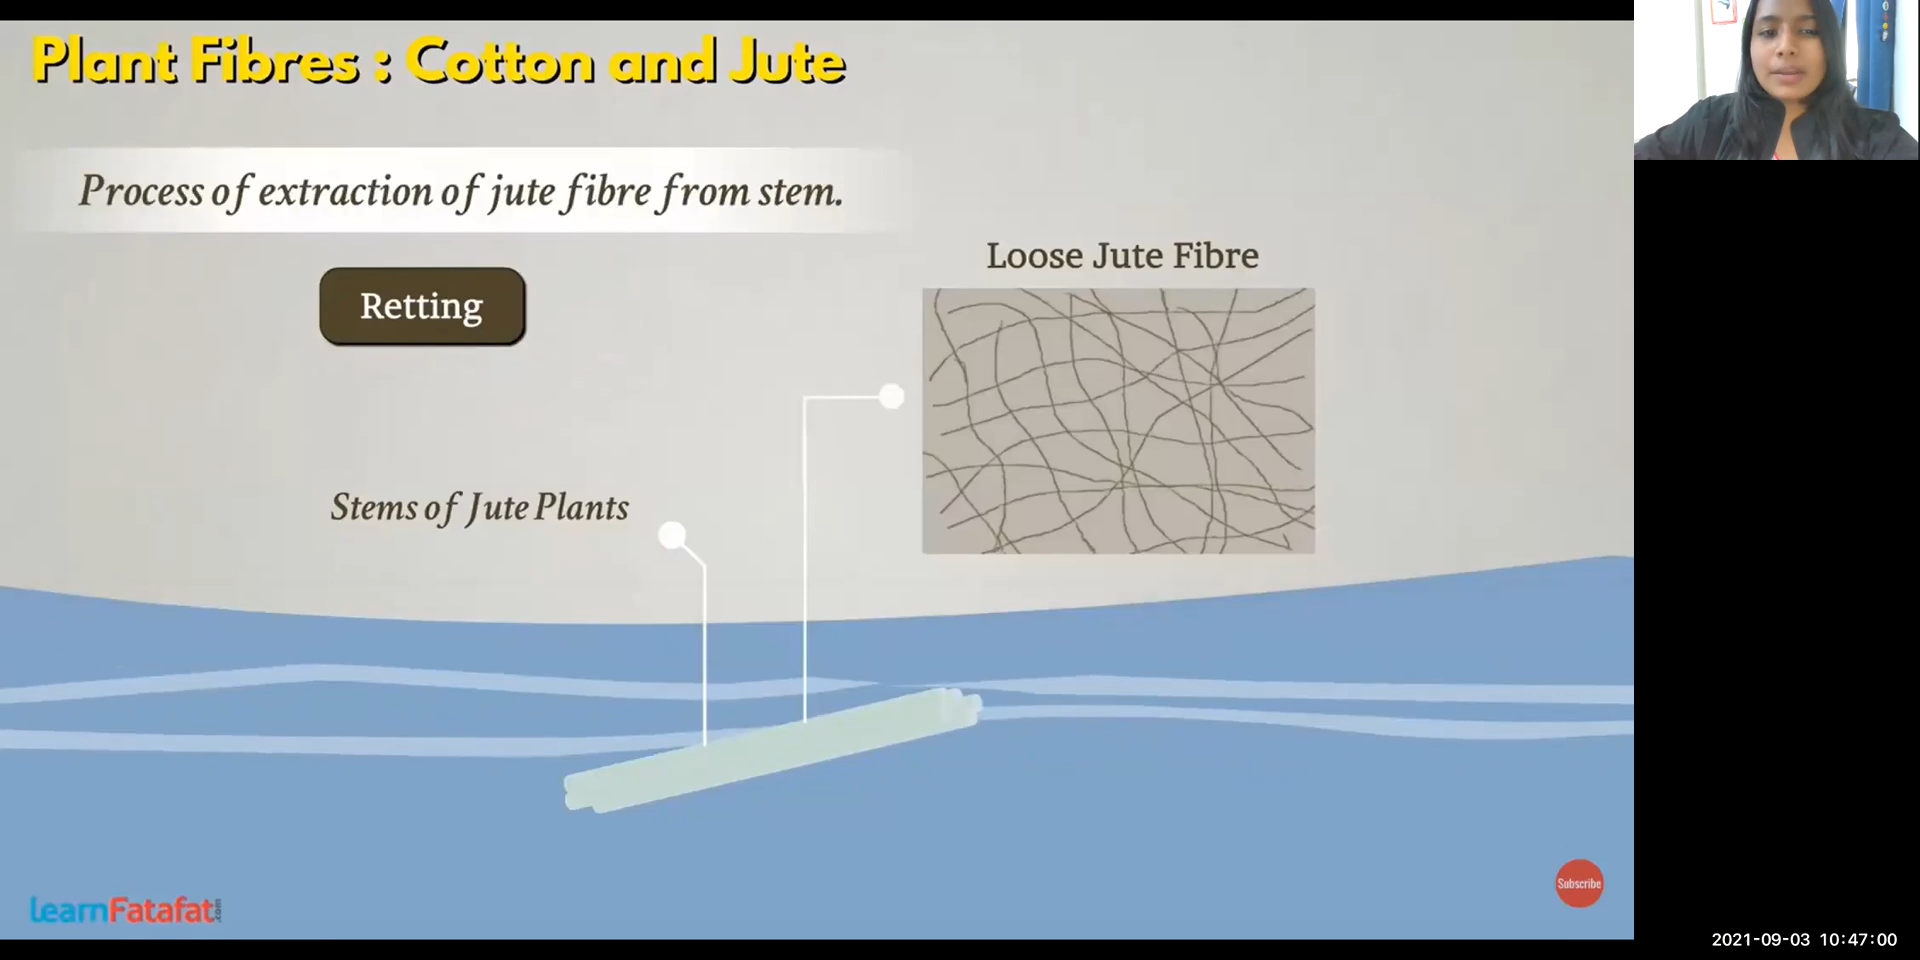 Plant Fibres : Cotton and Jute
Process of extraction of jute fibre from stem.
Retting
Loose Jute Fibre
Stems of Jute Plants
Subscribe
learnFatafat.com
2021-09-03 10:47:00